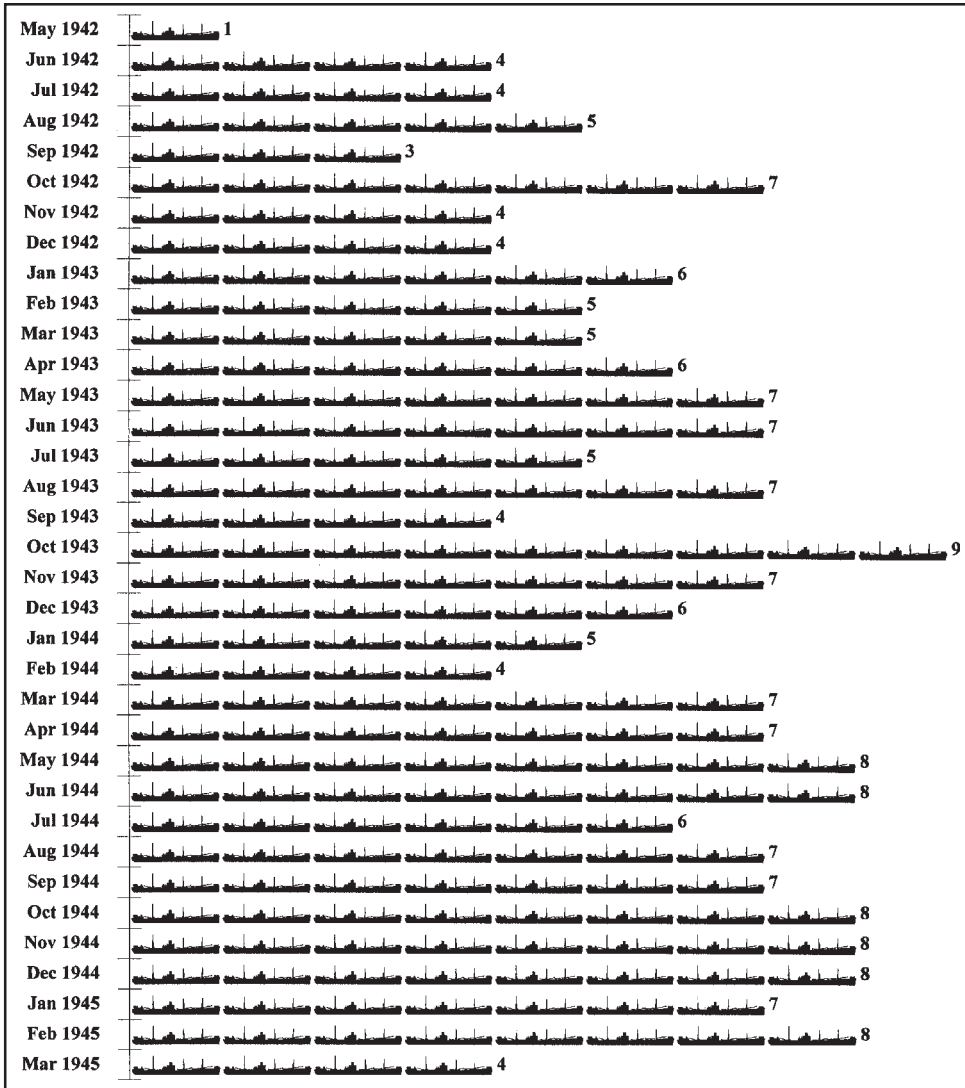 May 1942 1
Jun 1942 4
Jul 1942 4
Aug 1942 5
Sep 1942 3
Oct 1942 7
Nov 1942 4
Dec 1942 4
Jan 1943 6
Feb 1943 5
Mar 1943 5
Apr 1943 6
May 1943 7
Jun 1943 7
Jul 1943 5
Aug 1943 7
Sep 1943 4
Oct 1943 9
Nov 1943 7
Dec 1943 6
Jan 1944 5
Feb 1944 4
Mar 1944 7
Apr 1944 7
May 1944 8
Jun 1944 8
Jul 1944 6
Aug 1944 7
Sep 1944 7
Oct 1944 8
Nov 1944 8
Dec 1944 8
Jan 1945 7
Feb 1945 8
Mar 1945 4